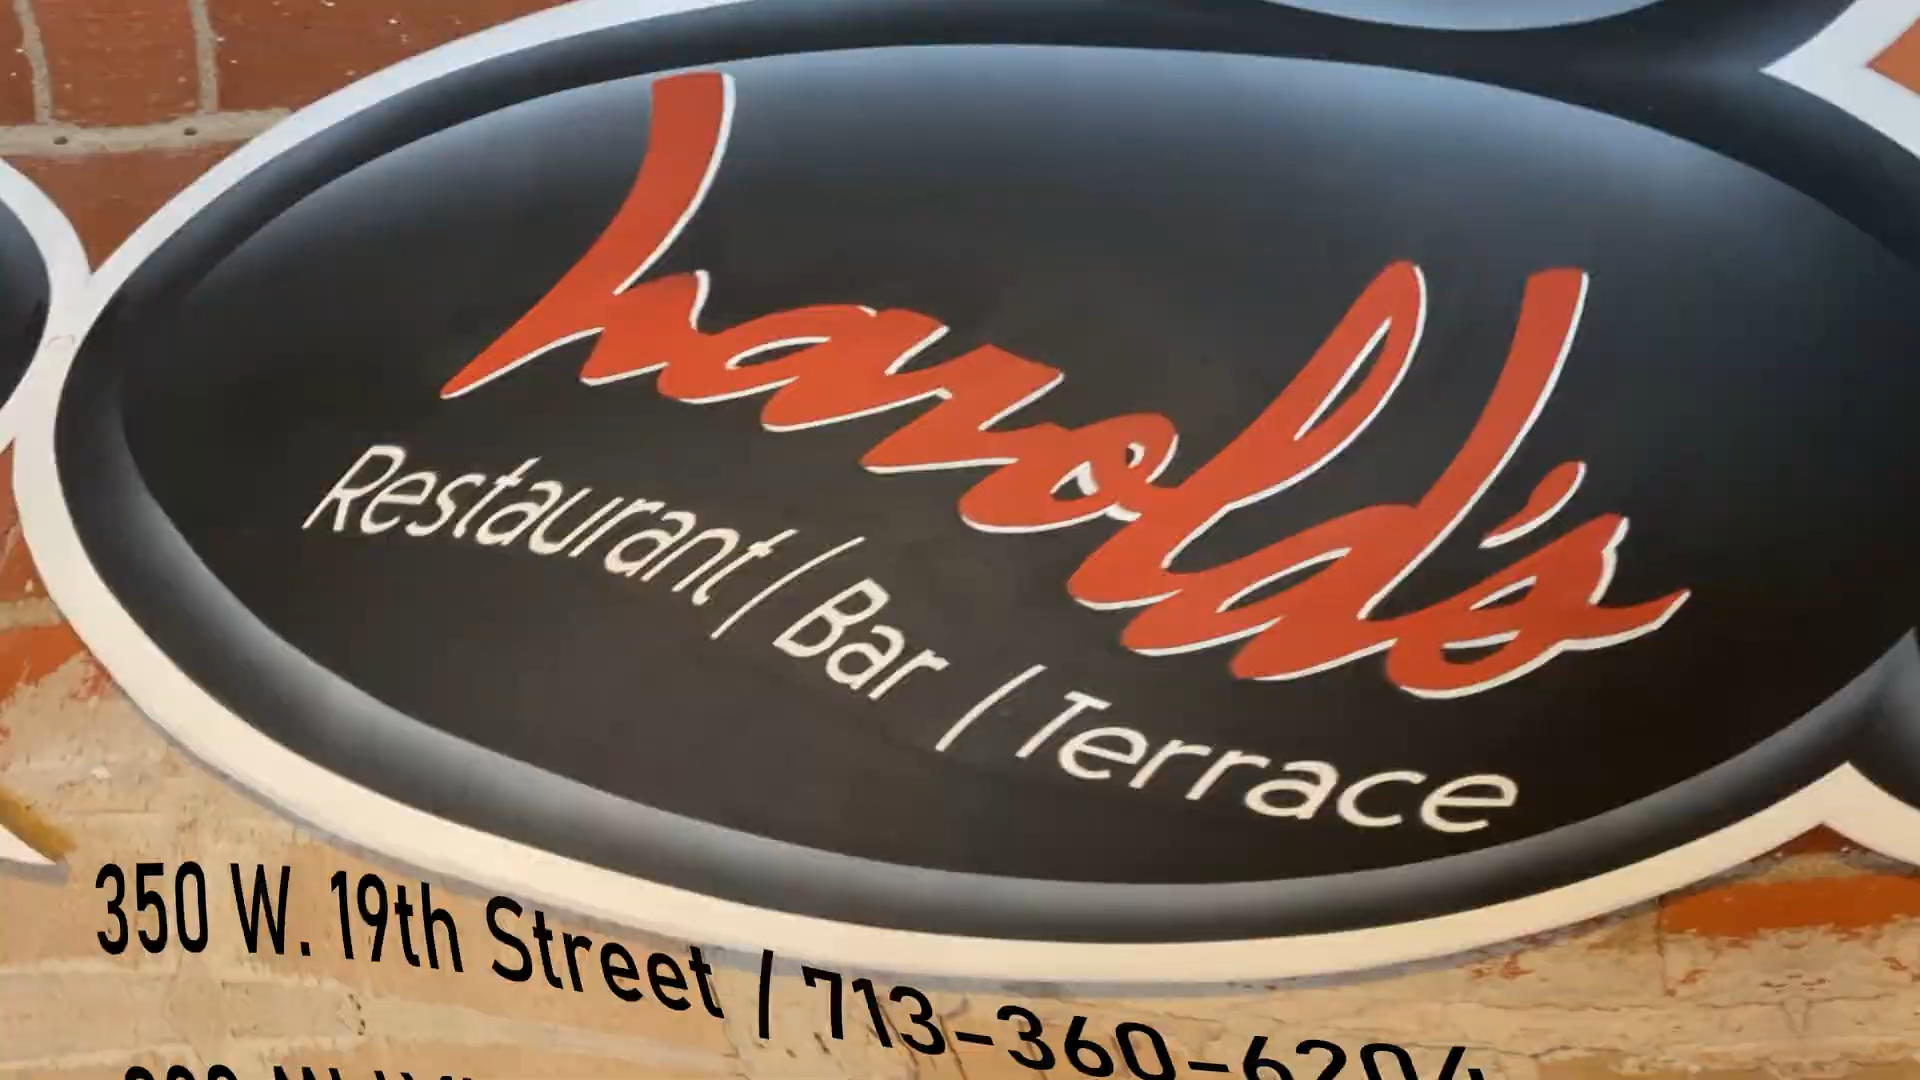 harold's
Restaurant / Bar / Terrace
350 W. 19th Street / 713-360-6204